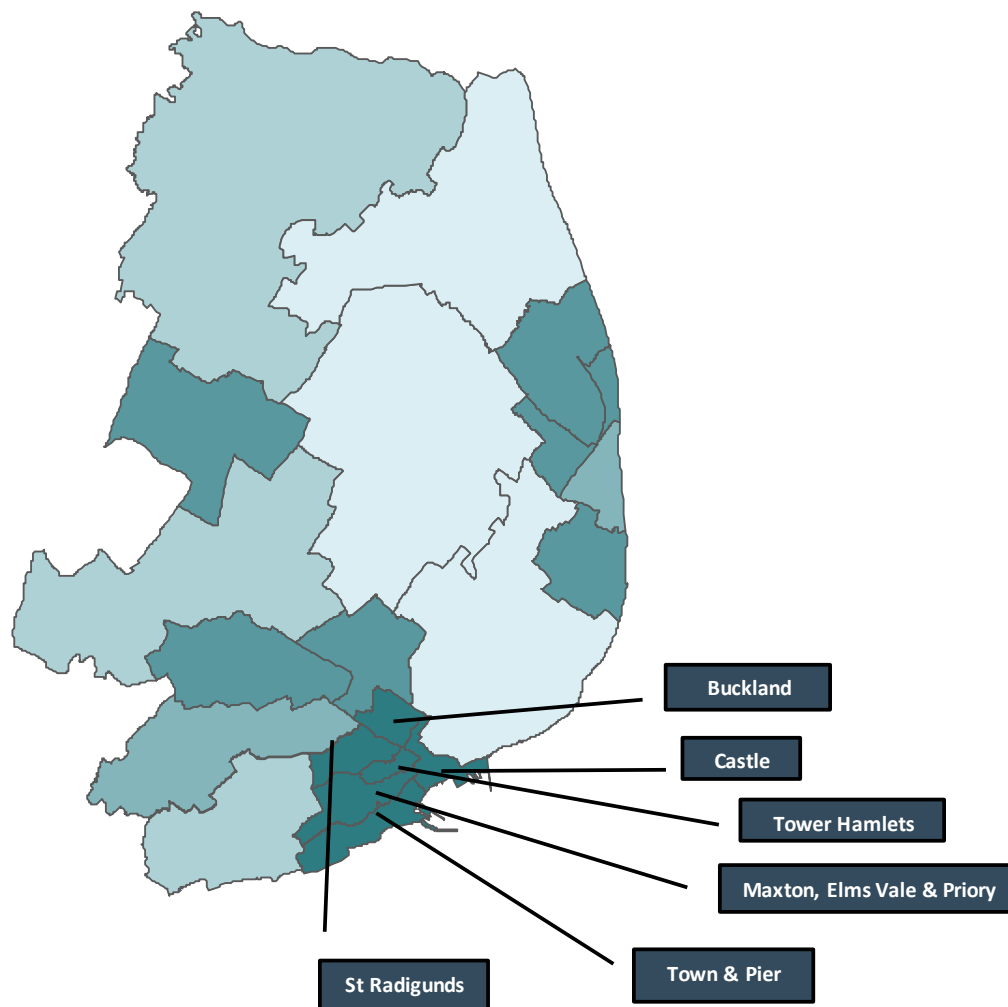 Buckland
Castle
Tower Hamlets
Maxton, Elms Vale & Priory
Town & Pier
St Radigunds